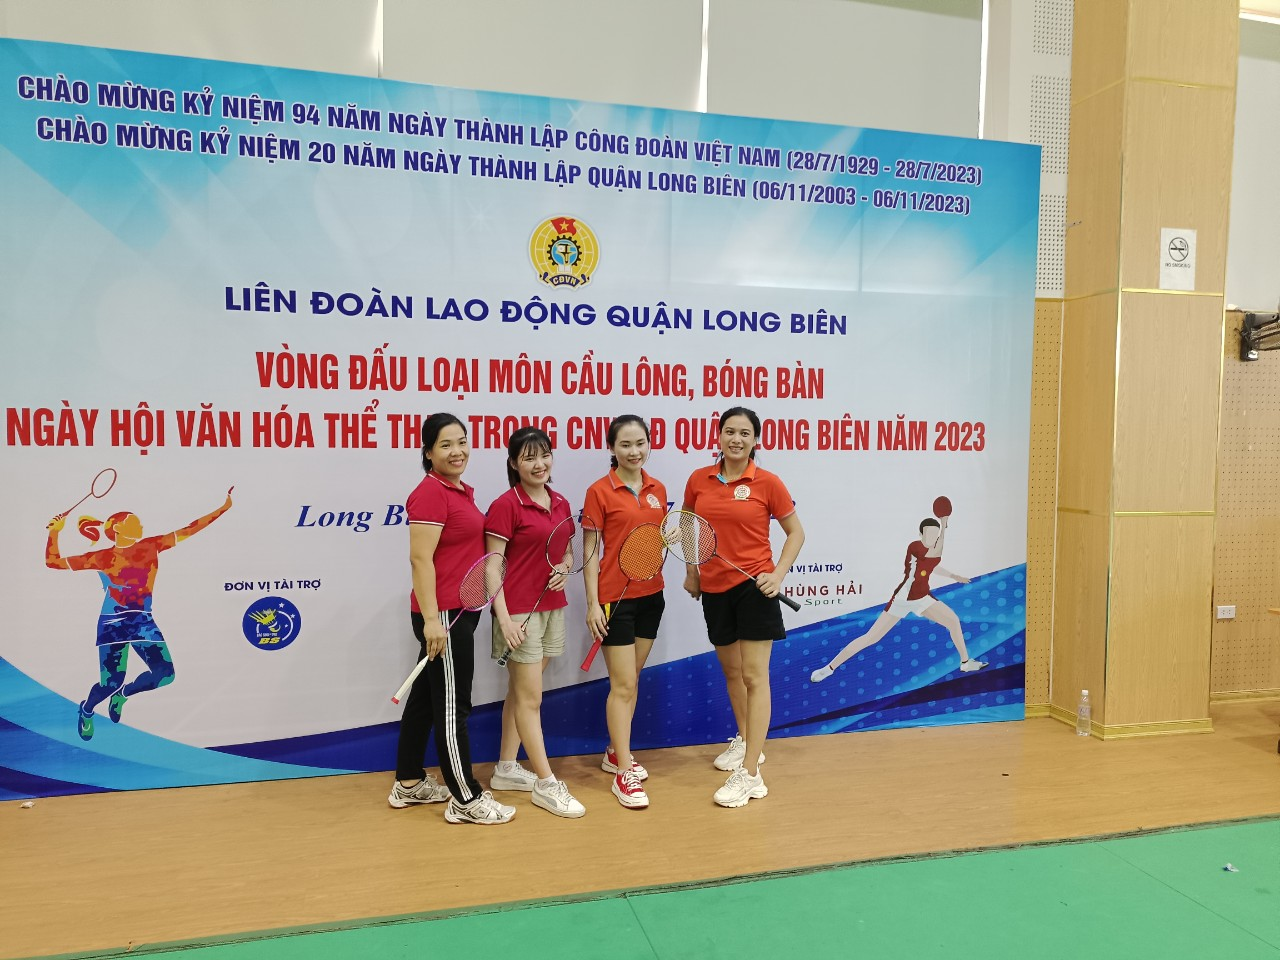 CHÀO MỪNG KỶ NIỆM 94 NĂM NGÀY THÀNH LẬP CÔNG ĐOÀN VIỆT NAM (28/7/1929 - 28/7/2023)
CHÀO MỪNG KỶ NIỆM 20 NĂM NGÀY THÀNH LẬP QUẬN LONG BIÊN (06/11/2003 - 06/11/2023)
CĐVN
LIÊN ĐOÀN LAO ĐỘNG QUẬN LONG BIÊN
VÒNG ĐẤU LOẠI MÔN CẦU LÔNG, BÓNG BÀN
NGÀY HỘI VĂN HÓA THỂ TRONG LONG BIÊN NĂM 2023
Long
ĐƠN VỊ TÀI TRỢ
BS
VỊ TÀI TRỢ
HÙNG HẢI
Sport
NO SMOKING